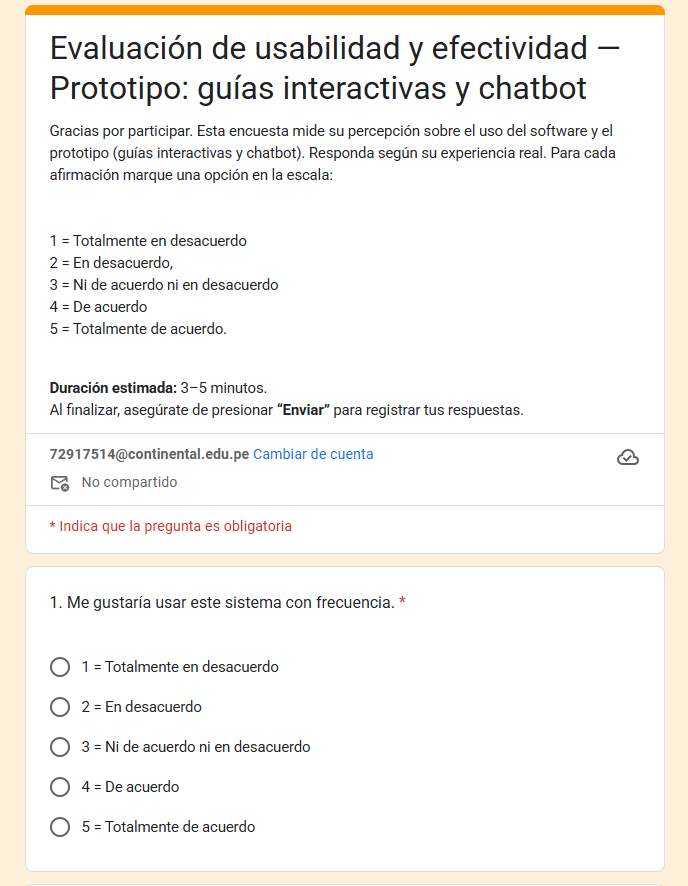 Evaluación de usabilidad y efectividad —
Prototipo: guías interactivas y chatbot
Gracias por participar. Esta encuesta mide su percepción sobre el uso del software y el
prototipo (guías interactivas y chatbot). Responda según su experiencia real. Para cada
afirmación marque una opción en la escala:
1 = Totalmente en desacuerdo
2 = En desacuerdo,
3 = Ni de acuerdo ni en desacuerdo
4 = De acuerdo
5 = Totalmente de acuerdo.
Duración estimada: 3–5 minutos.
Al finalizar, asegúrate de presionar “Enviar” para registrar tus respuestas.
72917514@continental.edu.pe Cambiar de cuenta
No compartido
* Indica que la pregunta es obligatoria
1. Me gustaría usar este sistema con frecuencia. *
1 = Totalmente en desacuerdo
2 = En desacuerdo
3 = Ni de acuerdo ni en desacuerdo
4 = De acuerdo
5 = Totalmente de acuerdo